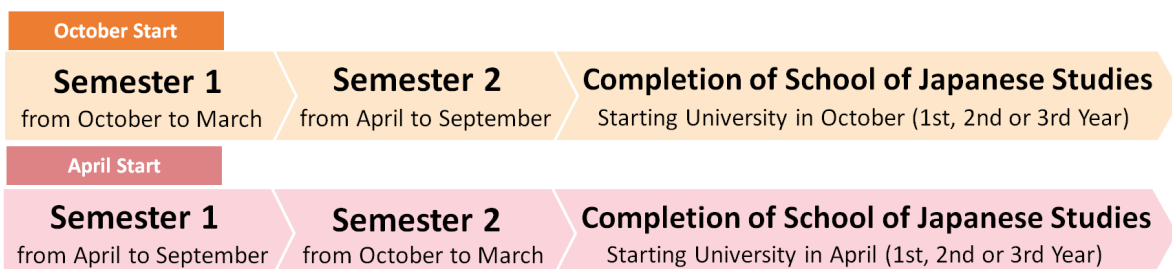 October Start
Semester 1
from October to March
Semester 2
from April to September
Completion of School of Japanese Studies
Starting University in October (1st, 2nd or 3rd Year)
April Start
Semester 1
from April to September
Semester 2
from October to March
Completion of School of Japanese Studies
Starting University in April (1st, 2nd or 3rd Year)